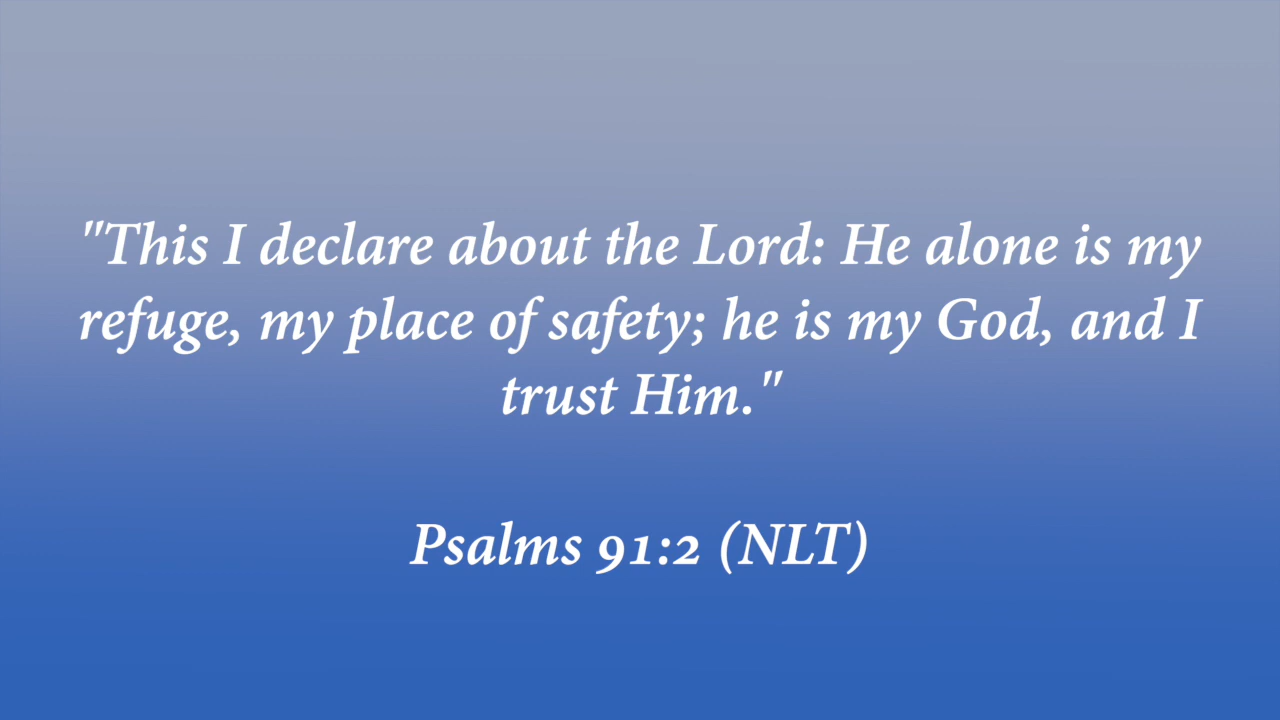 "This I declare about the Lord: He alone is my
refuge, my place of safety; he is my God, and I
trust Him."
Psalms 91:2 (NLT)